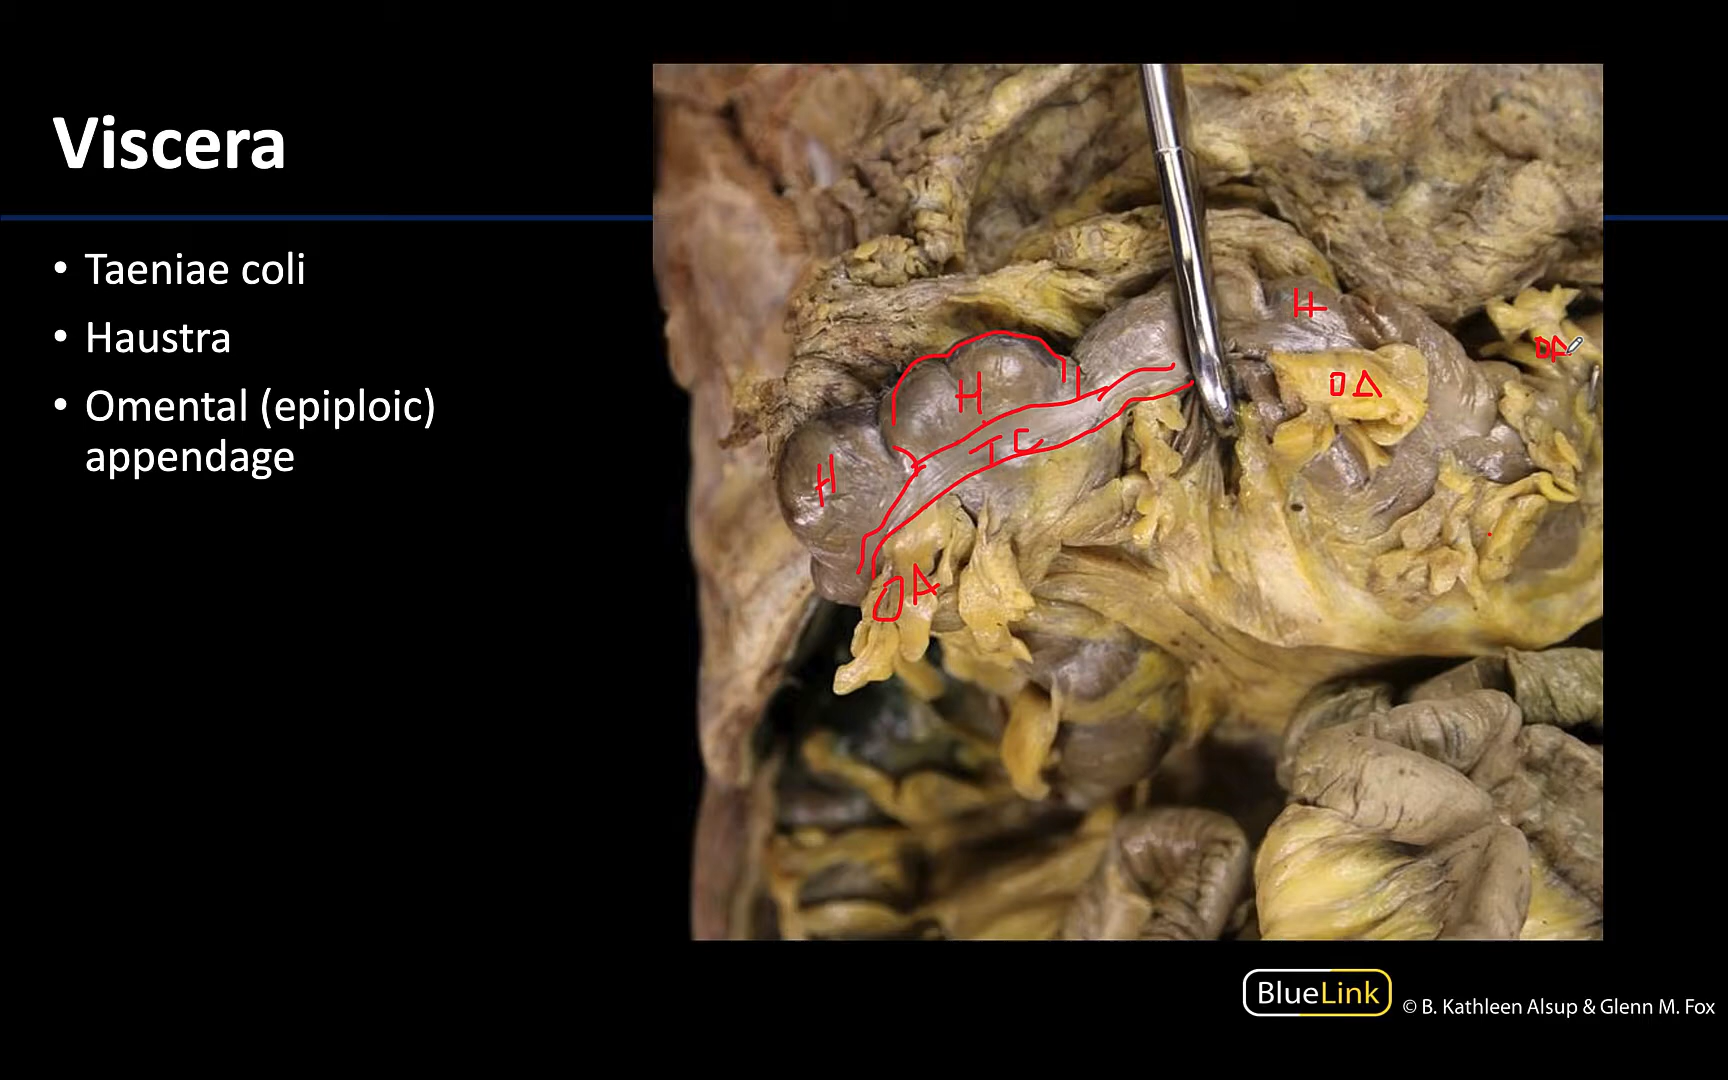 Viscera
• Taeniae coli
• Haustra
• Omental (epiploic)
appendage
H
OA
OA
H
TC
H
OA
BlueLink
© B. Kathleen Alsup & Glenn M. Fox